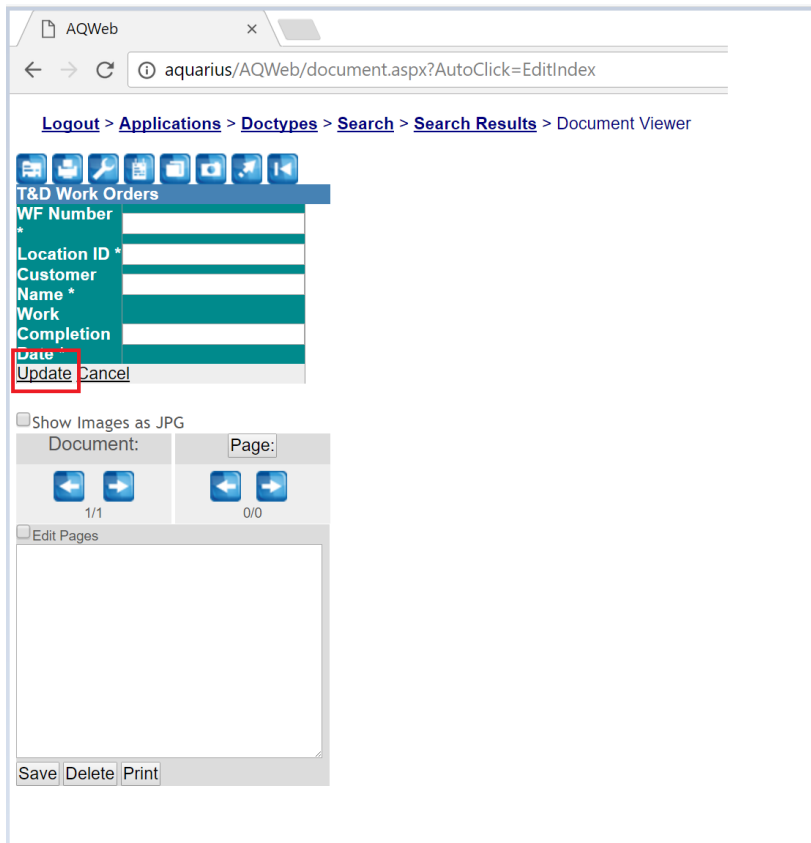 AQWeb
aquarius/AQWeb/document.aspx?AutoClick=EditIndex
Logout > Applications > Doctypes > Search > Search Results > Document Viewer
T&D Work Orders
WF Number
*
Location ID *
Customer
Name *
Work
Completion
Date *
Update Cancel
Show Images as JPG
Document: Page:
1/1 0/0
Edit Pages
Save Delete Print